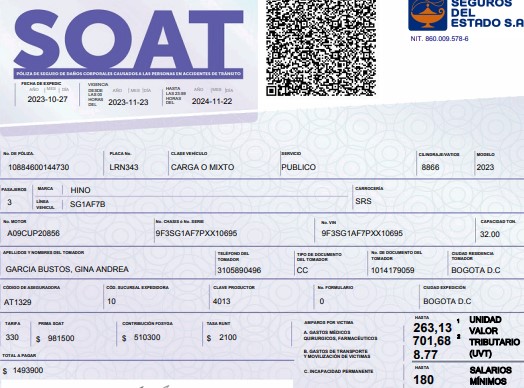 SOAT
PÓLIZA DE SEGURO DE DAÑOS CORPORALES CAUSADOS A LAS PERSONAS EN ACCIDENTES DE TRÁNSITO
SEGUROS
DEL
ESTADO S.A
NIT. 860.009.578-6
FECHA DE EXPEDIC
AÑO MES DÍA
2023-10-27
VIGENCIA
DESDE
LAS 00
HORAS
DEL
AÑO MES DÍA
2023-11-23
HASTA
LAS 23:59
HORAS
DEL
AÑO MES DÍA
2024-11-22
No. DE PÓLIZA. PLACA No. CLASE VEHÍCULO SERVICIO CILINDRAJE/VATIOS MODELO
10884600144730 LRN343 CARGA O MIXTO PUBLICO 8866 2023
PASAJEROS MARCA HINO CARROCERÍA
3 LÍNEA VEHICUL SG1AF7B SRS
No. MOTOR No. CHASIS ó No. SERIE No. VIN CAPACIDAD TON.
A09CUP20856 9F3SG1AF7PXX10695 9F3SG1AF7PXX10695 32.00
APELLIDOS Y NOMBRES DEL TOMADOR TELÉFONO DEL TOMADOR TIPO DE DOCUMENTO DEL TOMADOR No. DE DOCUMENTO DEL TOMADOR CIUDAD RESIDENCIA TOMADOR
GARCIA BUSTOS, GINA ANDREA 3105890496 CC 1014179059 BOGOTA D.C
CÓDIGO DE ASEGURADORA CÓD. SUCURSAL EXPEDIDORA CLAVE PRODUCTOR No. FORMULARIO CIUDAD EXPEDICIÓN
AT1329 10 4013 0 BOGOTA D.C
TARIFA PRIMA SOAT CONTRIBUCIÓN FOSYGA TASA RUNT
330 $ 981500 $ 510300 $ 2100
TOTAL A PAGAR
$ 1493900
AMPAROS POR VICTIMA
A. GASTOS MÉDICOS
QUIRÚRGICOS, FARMACÉUTICOS
B. GASTOS DE TRANSPORTE
Y MOVILIZACIÓN DE VICTIMAS
C. INCAPACIDAD PERMANENTE
HASTA
263,13
701,68
8.77
UNIDAD
VALOR
TRIBUTARIO
(UVT)
HASTA
180
SALARIOS
MÍNIMOS